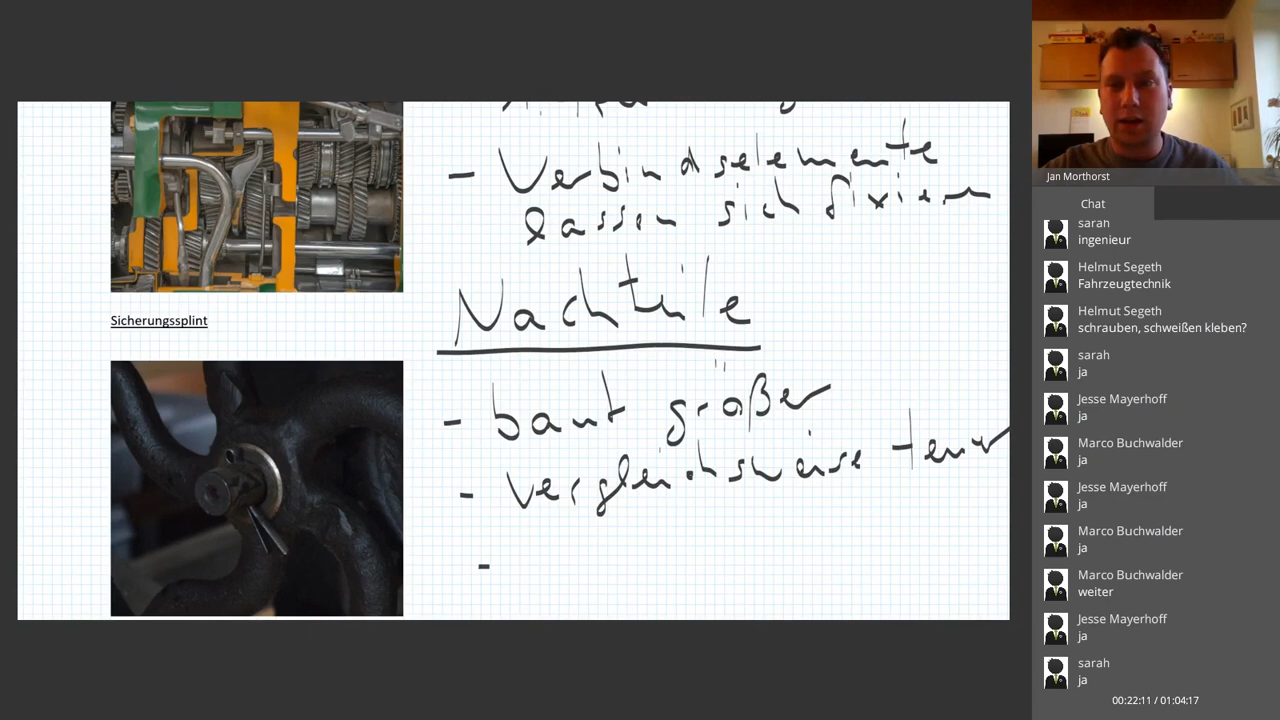 - Verbindselemente
lassen sich fixieren
Nachteile
- baut größer
- vergleichsweise teuer
-
Sicherungssplint
Jan Morthorst
Chat
sarah
ingenieur
Helmut Segeth
Fahrzeugtechnik
Helmut Segeth
schrauben, schweißen kleben?
sarah
ja
Jesse Mayerhoff
ja
Marco Buchwalder
ja
Jesse Mayerhoff
ja
Marco Buchwalder
ja
Marco Buchwalder
weiter
Jesse Mayerhoff
ja
sarah
ja
00:22:11 / 01:04:17